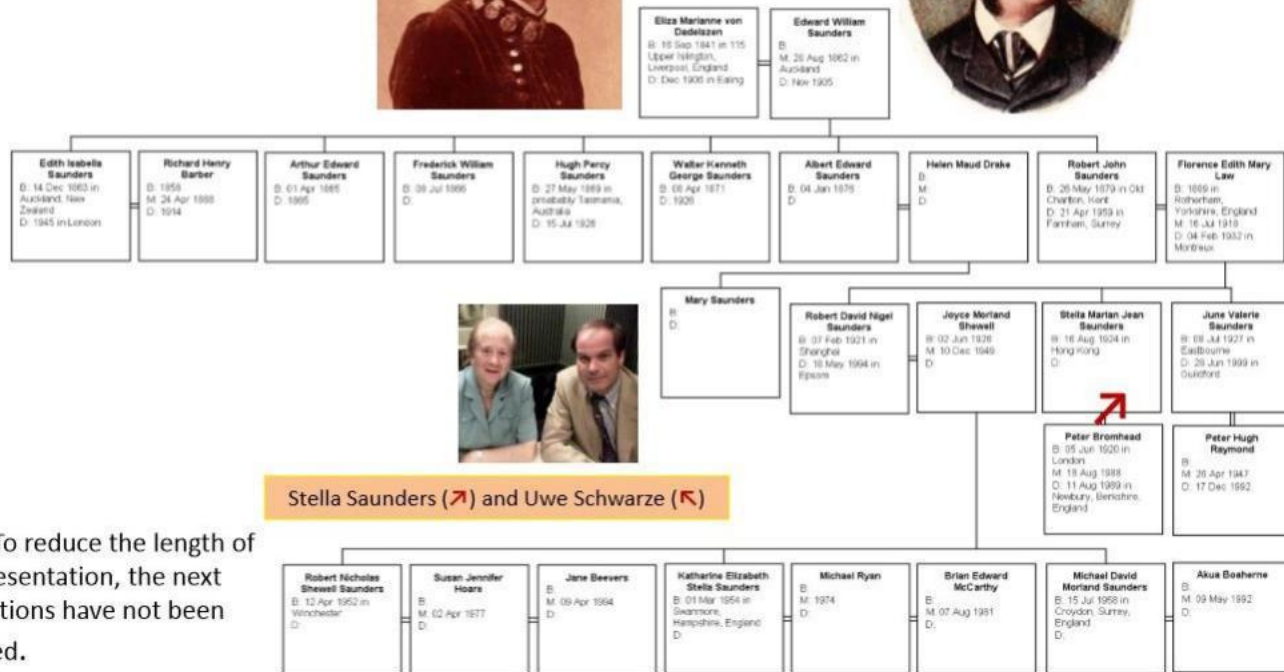 Eliza Marianne von
Dadelszen
B: 16 Sep 1841 in 115
Upper Islington,
Liverpool, England
D: Dec 1906 in Ealing
Edward William
Saunders
B:
M: 26 Aug 1862 in
Auckland
D: Nov 1905
Edith Isabella
Saunders
B: 14 Dec 1863 in
Auckland, New
Zealand
D: 1945 in London
Richard Henry
Barber
B: 1858
M: 24 Apr 1888
D: 1914
Arthur Edward
Saunders
B: 01 Apr 1865
D: 1865
Frederick William
Saunders
B: 08 Jul 1866
D:
Hugh Percy
Saunders
B: 27 May 1869 in
probably Tasmania,
Australia
D: 15 Jul 1928
Walter Kenneth
George Saunders
B: 08 Apr 1871
D: 1926
Albert Edward
Saunders
B: 04 Jan 1876
D:
Helen Maud Drake
B:
M:
D:
Robert John
Saunders
B: 26 May 1879 in Old
Charlton, Kent
D: 21 Apr 1959 in
Farnham, Surrey
Florence Edith Mary
Law
B: 1889 in
Rotherham,
Yorkshire, England
M: 16 Jul 1918
D: 04 Feb 1932 in
Montreux
Mary Saunders
B:
D:
Robert David Nigel
Saunders
B: 07 Feb 1921 in
Shanghai
D: 16 May 1994 in
Epsom
Joyce Morland
Shewell
B: 02 Jun 1926
M: 10 Dec 1949
D:
Stella Marian Jean
Saunders
B: 16 Aug 1924 in
Hong Kong
D:
June Valerie
Saunders
B: 08 Jul 1927 in
Eastbourne
D: 28 Jun 1999 in
Guildford
Peter Bromhead
B: 05 Jun 1920 in
London
M: 18 Aug 1988
D: 11 Aug 1989 in
Newbury, Berkshire,
England
Peter Hugh
Raymond
B:
M: 26 Apr 1947
D: 17 Dec 1992
Stella Saunders (↗) and Uwe Schwarze (↖)
To reduce the length of
esentation, the next
tions have not been
ed.
Robert Nicholas
Shewell Saunders
B: 12 Apr 1952 in
Winchester
D:
Susan Jennifer
Hoare
B:
M: 02 Apr 1977
D:
Jane Beevers
B:
M: 09 Apr 1994
D:
Katharine Elizabeth
Stella Saunders
B: 01 Mar 1954 in
Swanmore,
Hampshire, England
D:
Michael Ryan
B:
M: 1974
D:
Brian Edward
McCarthy
B:
M: 07 Aug 1981
D:
Michael David
Morland Saunders
B: 15 Jul 1958 in
Croydon, Surrey,
England
D:
Akua Boaherne
B:
M: 09 May 1992
D: